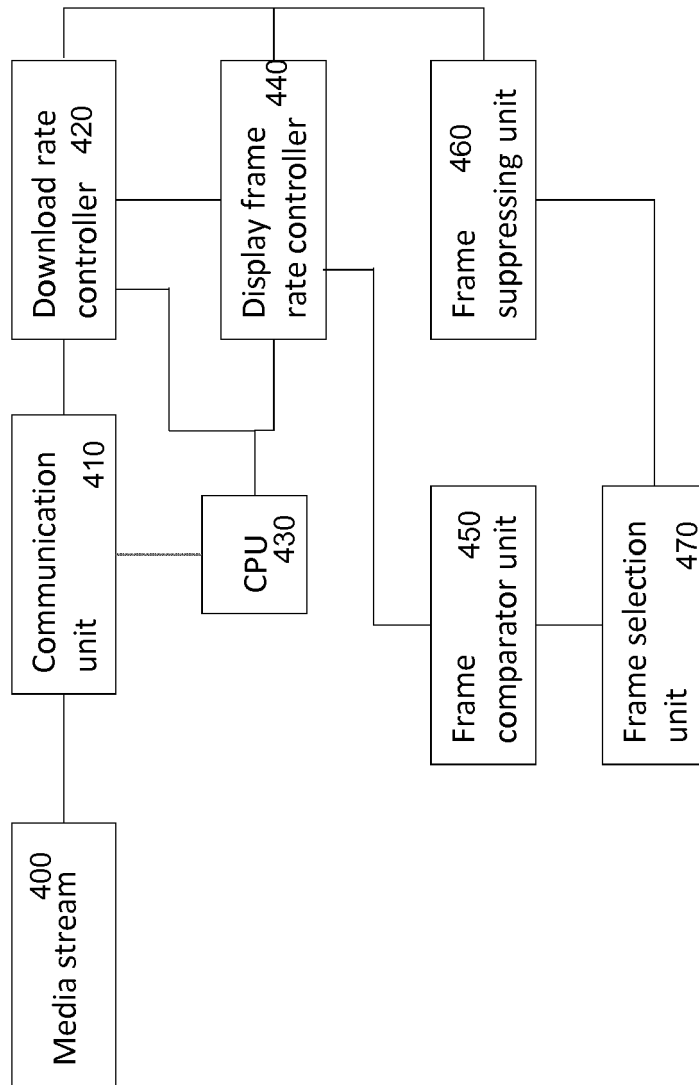 400
Media stream
Communication
unit 410
Download rate
controller 420
CPU
430
440
Display frame
rate controller
Frame 450
comparator unit
Frame 460
suppressing unit
Frame selection
unit 470